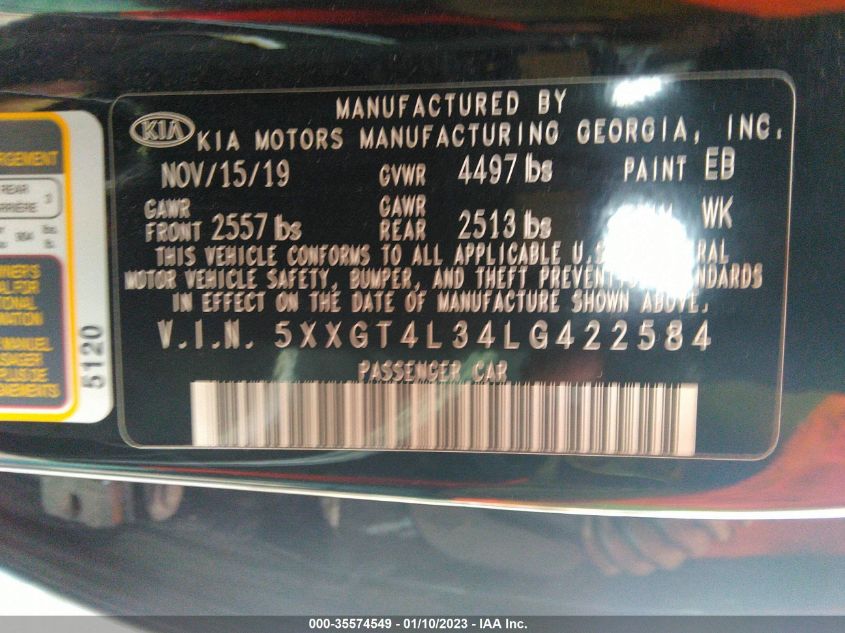 MANUFACTURED BY
KIA KIA MOTORS MANUFACTURING GEORGIA, INC.
NOV/15/19 GVWR 4497 lbs PAINT EB
GAWR FRONT 2557 lbs GAWR REAR 2513 lbs WK
THIS VEHICLE CONFORMS TO ALL APPLICABLE
MOTOR VEHICLE SAFETY, BUMPER, AND THEFT
IN EFFECT ON THE DATE OF MANUFACTURE SHOWN ABOVE.
V.I.N. 5XXGT4L34LG422584
PASSENGER CAR
REAR
3
5120
000-35574549 — 01/10/2023 — IAA Inc.